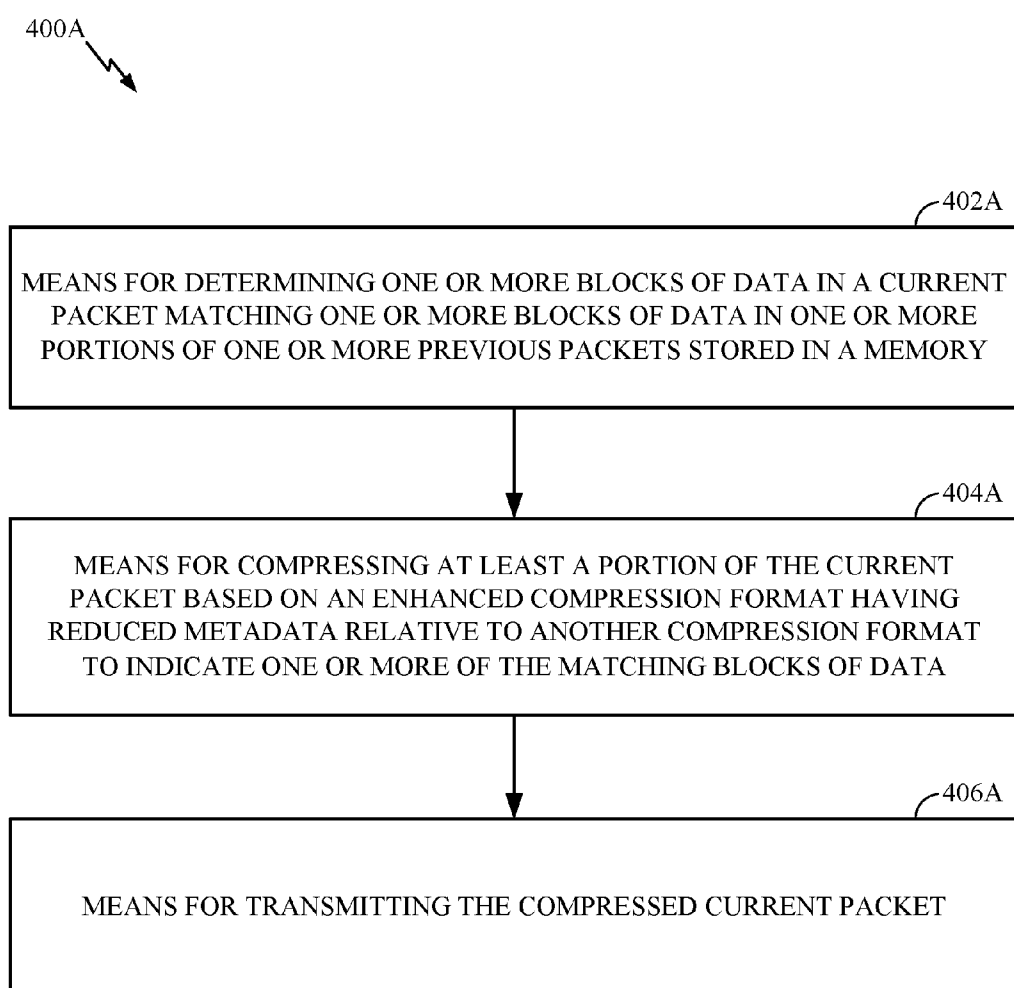 400A
402A
MEANS FOR DETERMINING ONE OR MORE BLOCKS OF DATA IN A CURRENT
PACKET MATCHING ONE OR MORE BLOCKS OF DATA IN ONE OR MORE
PORTIONS OF ONE OR MORE PREVIOUS PACKETS STORED IN A MEMORY
404A
MEANS FOR COMPRESSING AT LEAST A PORTION OF THE CURRENT
PACKET BASED ON AN ENHANCED COMPRESSION FORMAT HAVING
REDUCED METADATA RELATIVE TO ANOTHER COMPRESSION FORMAT
TO INDICATE ONE OR MORE OF THE MATCHING BLOCKS OF DATA
406A
MEANS FOR TRANSMITTING THE COMPRESSED CURRENT PACKET